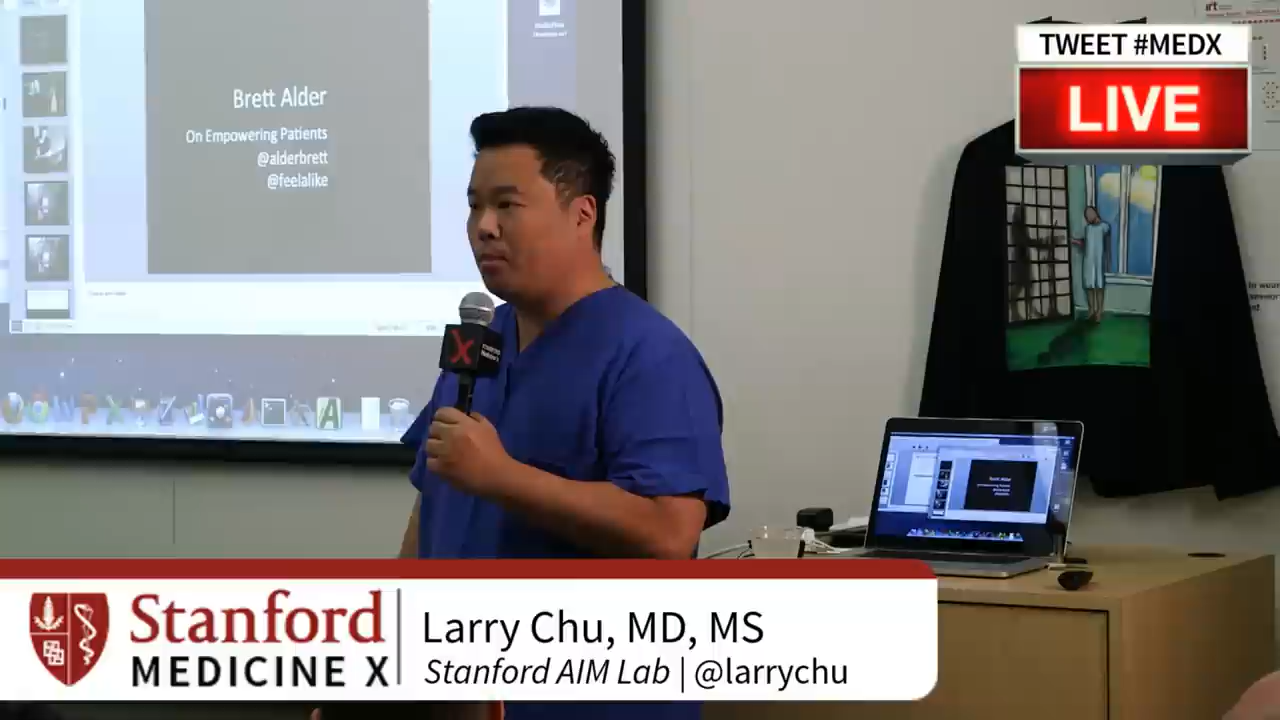 Brett Alder
On Empowering Patients
@alderbrett
@feelalike
TWEET #MEDX
LIVE
X
Stanford
MEDICINE X
Larry Chu, MD, MS
Stanford AIM Lab | @larrychu